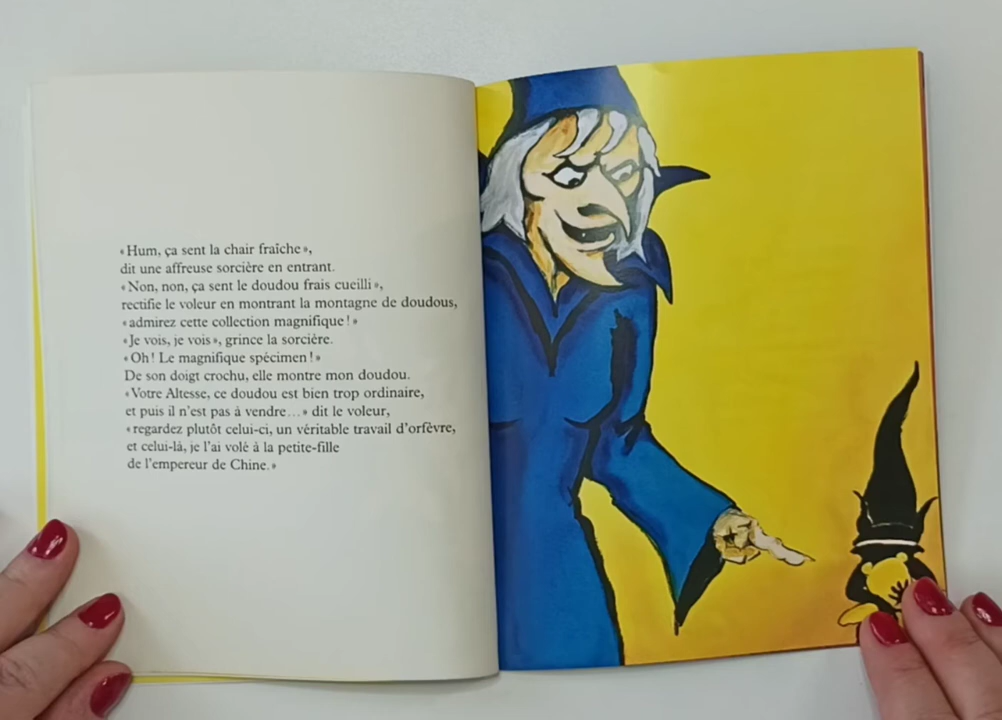 « Hum, ça sent la chair fraîche »,
dit une affreuse sorcière en entrant.
« Non, non, ça sent le doudou frais cueilli »,
rectifie le voleur en montrant la montagne de doudous,
« admirez cette collection magnifique ! »
« Je vois, je vois », grince la sorcière.
« Oh ! Le magnifique spécimen ! »
De son doigt crochu, elle montre mon doudou.
« Votre Altesse, ce doudou est bien trop ordinaire,
et puis il n'est pas à vendre… » dit le voleur,
« regardez plutôt celui-ci, un véritable travail d'orfèvre,
et celui-là, je l'ai volé à la petite-fille
de l'empereur de Chine. »